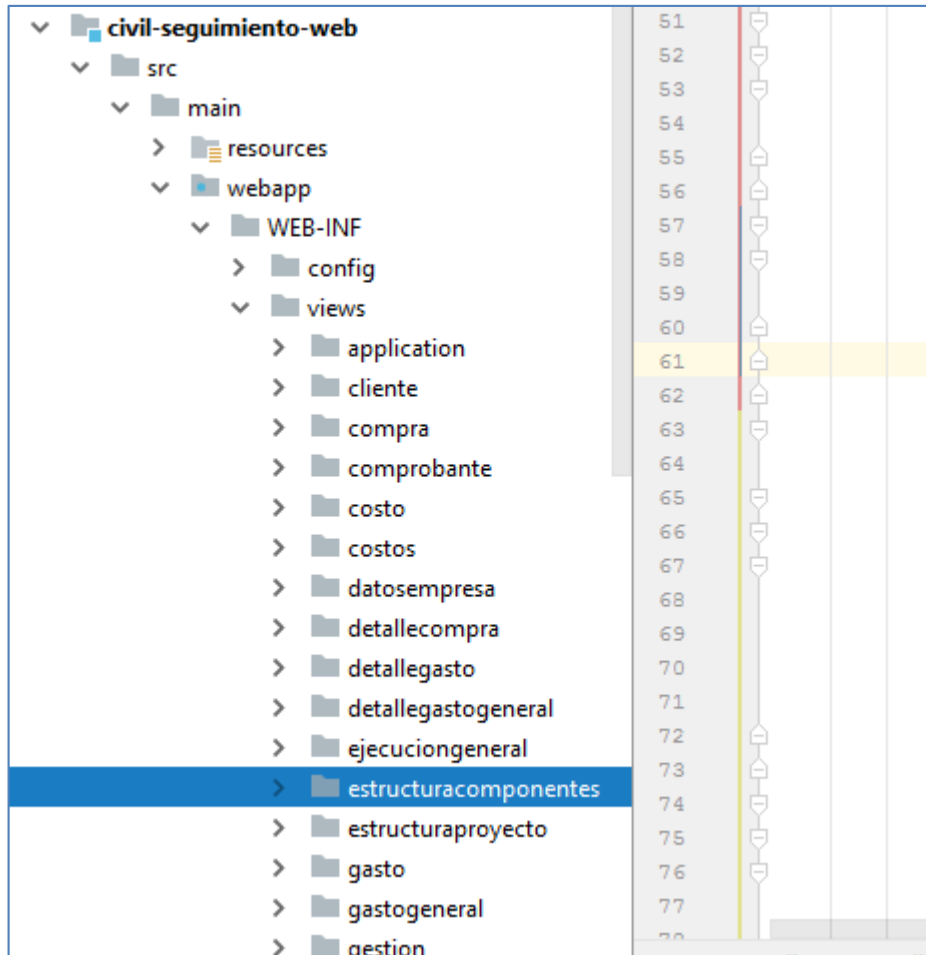 civil-seguimiento-web
src
main
resources
webapp
WEB-INF
config
views
application
cliente
compra
comprobante
costo
costos
datosempresa
detallecompra
detallegasto
detallegastogeneral
ejecuciongeneral
estructuracomponentes
estructuraproyecto
gasto
gastogeneral
gestion
51
52
53
54
55
56
57
58
59
60
61
62
63
64
65
66
67
68
69
70
71
72
73
74
75
76
77
78